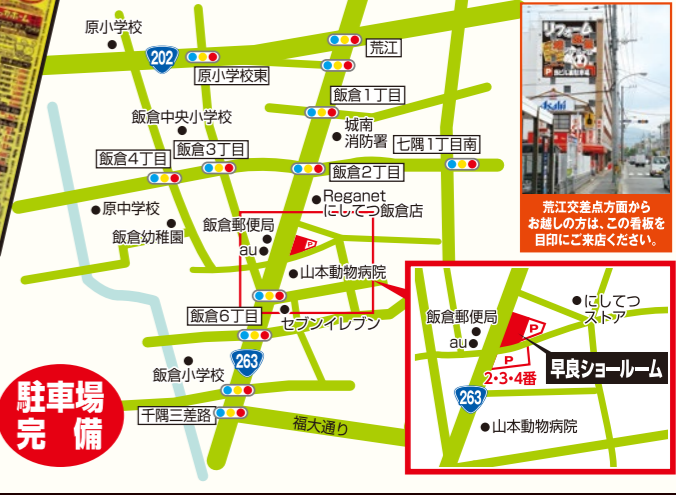 原小学校
202
原小学校東
荒江
飯倉1丁目
飯倉中央小学校
城南
消防署
七隈1丁目南
飯倉4丁目
飯倉3丁目
飯倉2丁目
Reganet
にしてつ飯倉店
原中学校
飯倉幼稚園
飯倉郵便局
au
P
山本動物病院
飯倉6丁目
セブンイレブン
263
飯倉小学校
干隈三差路
福大通り
駐車場
完備
リフォーム
Asahi
荒江交差点方面から
お越しの方は、この看板を
目印にご来店ください。
にしてつ
ストア
飯倉郵便局
au
P
P
2・3・4番
早良ショールーム
263
山本動物病院